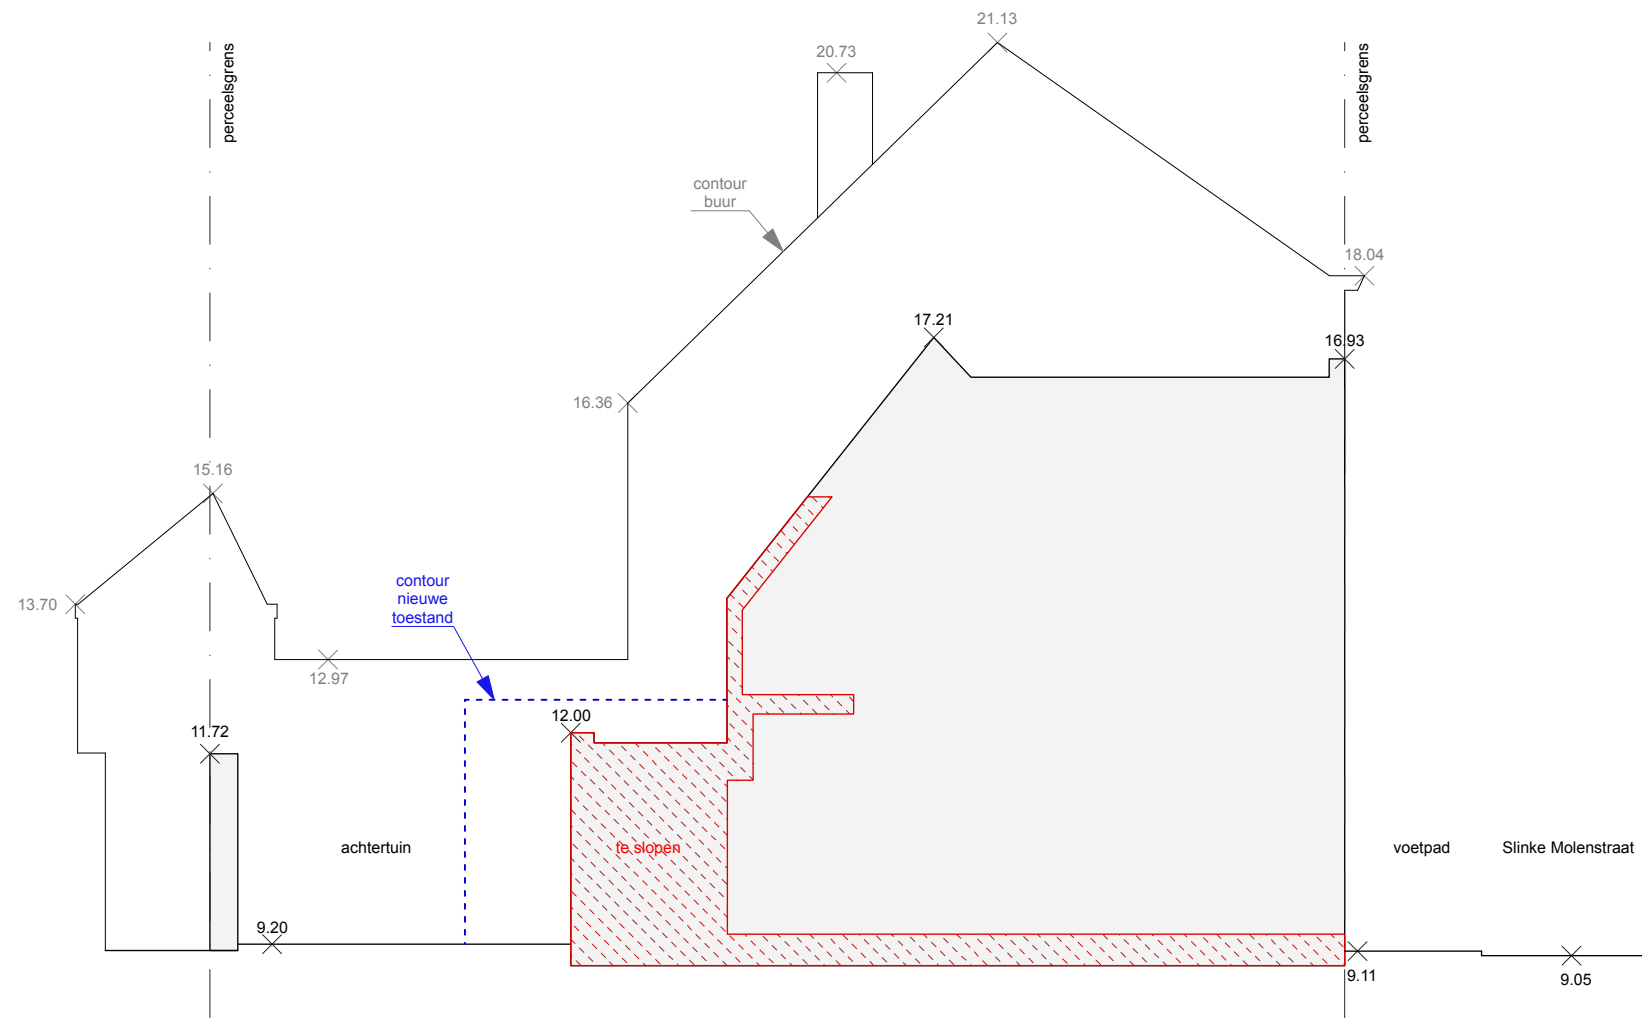 21.13
20.73
perceelsgrens
perceelsgrens
contour
buur
18.04
17.21
16.93
16.36
15.16
contour
nieuwe
toestand
13.70
12.97
12.00
11.72
achtertuin
te slopen
voetpad
Slinke Molenstraat
9.20
9.11
9.05